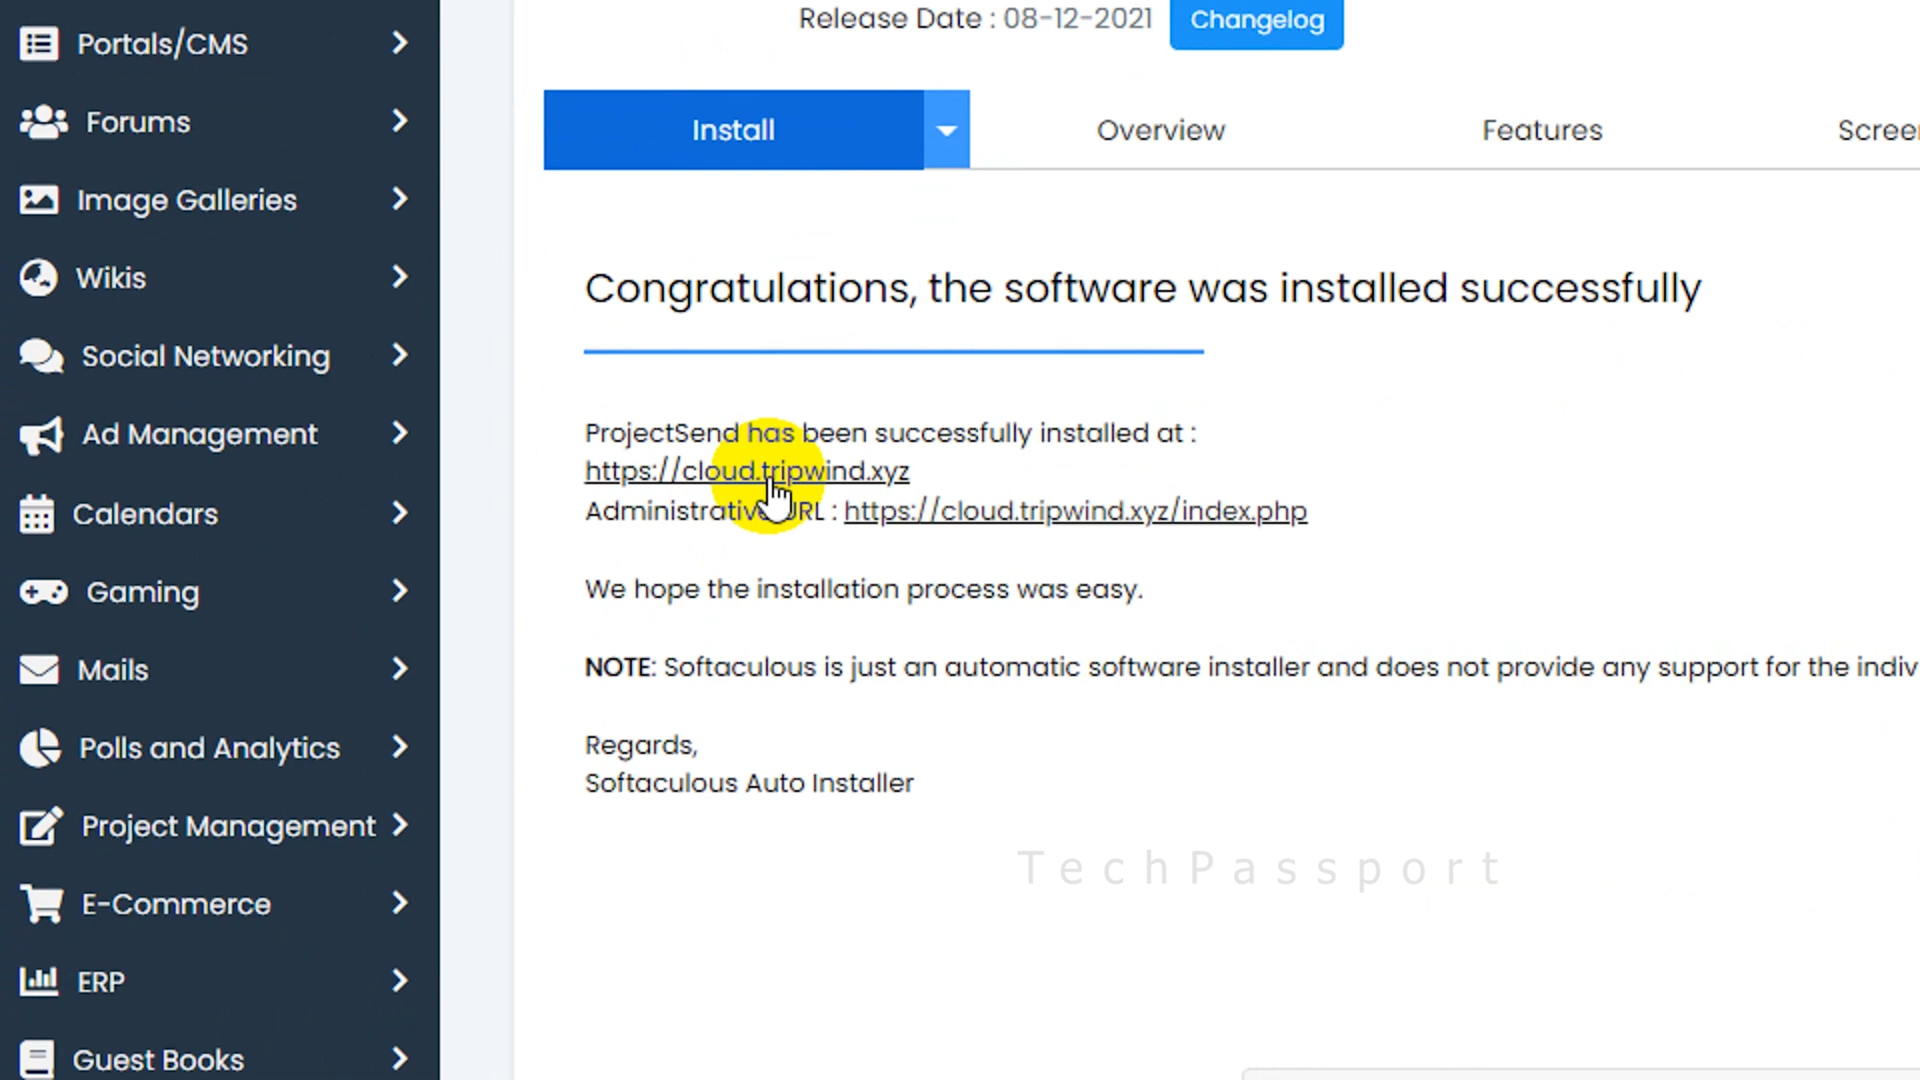 Portals/CMS
Forums
Image Galleries
Wikis
Social Networking
Ad Management
Calendars
Gaming
Mails
Polls and Analytics
Project Management
E-Commerce
ERP
Guest Books
Release Date : 08-12-2021 Changelog
Install Overview Features Screen
Congratulations, the software was installed successfully
ProjectSend has been successfully installed at :
https://cloud.tripwind.xyz
Administrative URL : https://cloud.tripwind.xyz/index.php
We hope the installation process was easy.
NOTE: Softaculous is just an automatic software installer and does not provide any support for the indiv
Regards,
Softaculous Auto Installer
TechPassport